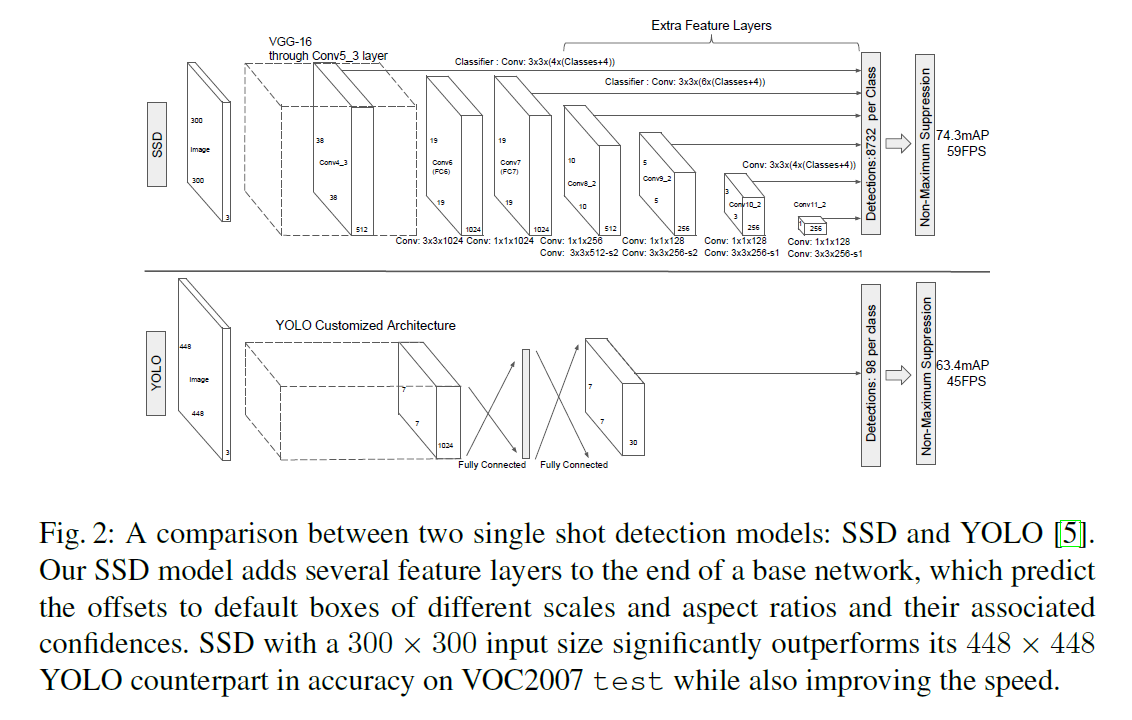 Extra Feature Layers
VGG-16
through Conv5_3 layer
Classifier : Conv: 3x3x(4x(Classes+4))
Classifier : Conv: 3x3x(6x(Classes+4))
SSD
300
Image
300
3
38
Conv4_3
38
512
19
Conv6
(FC6)
19
1024
19
Conv7
(FC7)
19
1024
10
Conv8_2
10
512
5
Conv9_2
5
256
Conv: 3x3x(4x(Classes+4))
3
Conv10_2
3
256
Conv11_2
1
256
Conv: 3x3x1024
Conv: 1x1x1024
Conv: 1x1x256
Conv: 3x3x512-s2
Conv: 1x1x128
Conv: 3x3x256-s2
Conv: 1x1x128
Conv: 3x3x256-s1
Conv: 1x1x128
Conv: 3x3x256-s1
Detections:8732 per Class
Non-Maximum Suppression
74.3mAP
59FPS
YOLO
448
Image
448
3
YOLO Customized Architecture
7
7
1024
Fully Connected
Fully Connected
7
7
30
Detections: 98 per class
Non-Maximum Suppression
63.4mAP
45FPS
Fig. 2: A comparison between two single shot detection models: SSD and YOLO [5].
Our SSD model adds several feature layers to the end of a base network, which predict
the offsets to default boxes of different scales and aspect ratios and their associated
confidences. SSD with a 300 × 300 input size significantly outperforms its 448 × 448
YOLO counterpart in accuracy on VOC2007 test while also improving the speed.